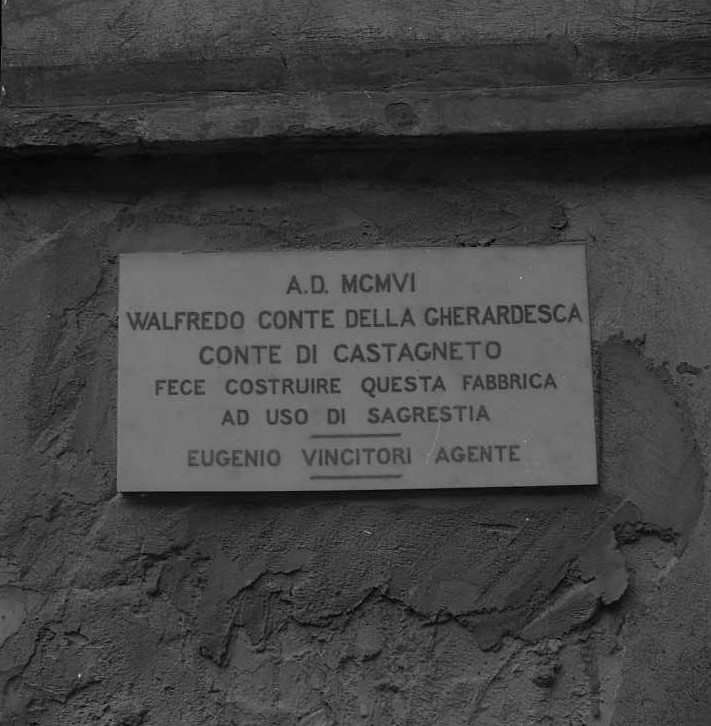 A.D. MCMVI
WALFREDO CONTE DELLA GHERARDESCA
CONTE DI CASTAGNETO
FECE COSTRUIRE QUESTA FABBRICA
AD USO DI SAGRESTIA
EUGENIO VINCITORI AGENTE